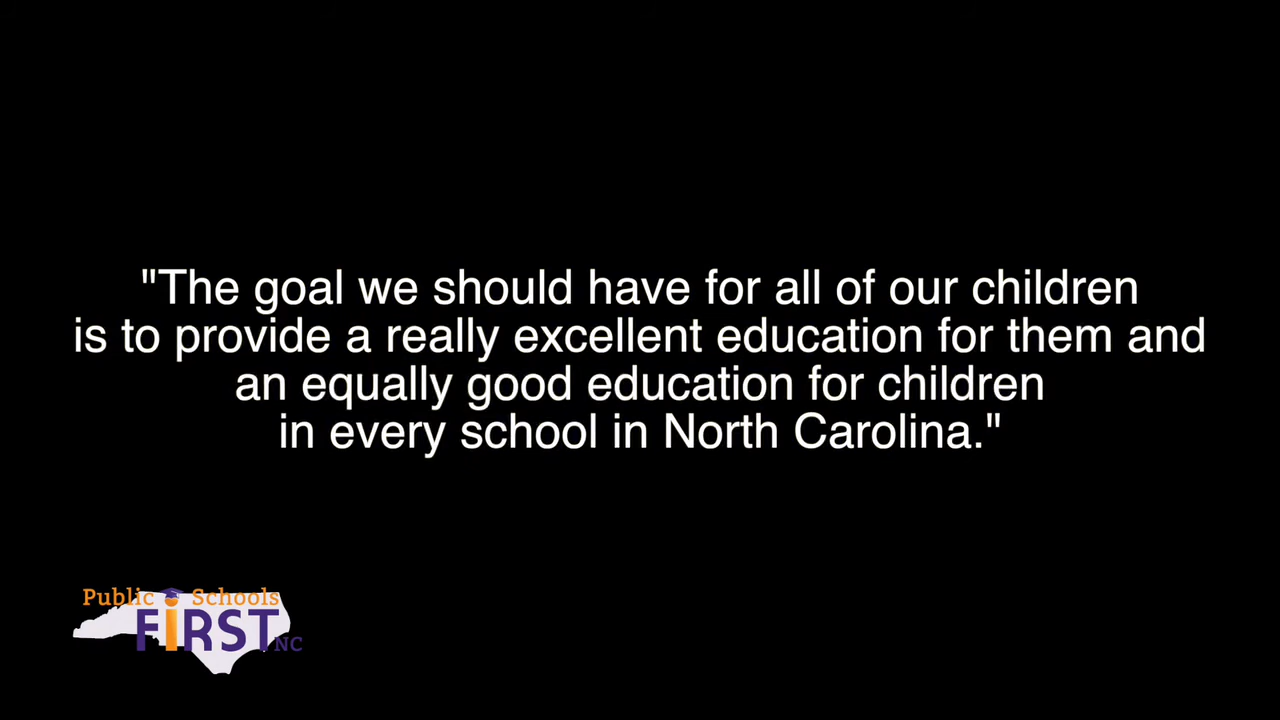 "The goal we should have for all of our children
is to provide a really excellent education for them and
an equally good education for children
in every school in North Carolina."
Public Schools
FiRST NC